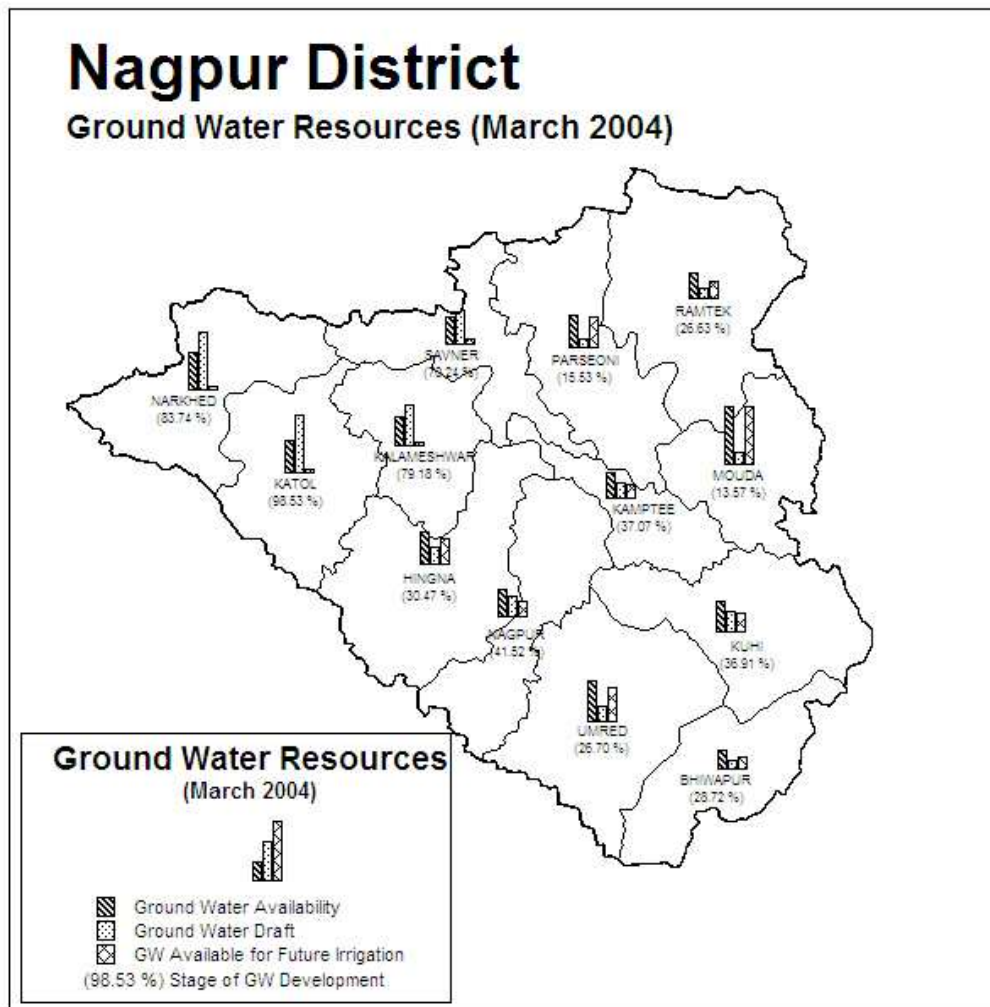 Nagpur District
Ground Water Resources (March 2004)
RAMTEK
(26.63 %)
SAVNER
PARSEONI
(15.53 %)
NARKHED
(83.74 %)
KALAMESHWAR
(79.18 %)
KATOL
(98.53 %)
MOUDA
(13.57 %)
KAMPTEE
(37.07 %)
HINGNA
(30.47 %)
NAGPUR
(41.52 %)
KUHI
(36.91 %)
UMRED
(26.70 %)
BHIWAPUR
(28.72 %)
Ground Water Resources
(March 2004)
Ground Water Availability
Ground Water Draft
GW Available for Future Irrigation
(98.53 %) Stage of GW Development